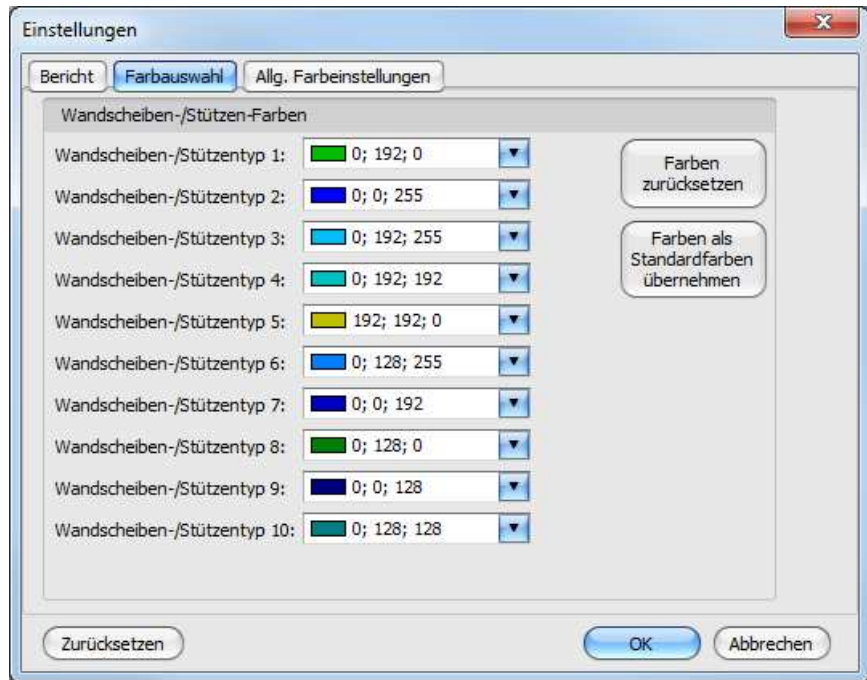 Einstellungen
Bericht Farbauswahl Allg. Farbeinstellungen
Wandscheiben-/Stützen-Farben
Wandscheiben-/Stützentyp 1: 0; 192; 0
Wandscheiben-/Stützentyp 2: 0; 0; 255
Wandscheiben-/Stützentyp 3: 0; 192; 255
Wandscheiben-/Stützentyp 4: 0; 192; 192
Wandscheiben-/Stützentyp 5: 192; 192; 0
Wandscheiben-/Stützentyp 6: 0; 128; 255
Wandscheiben-/Stützentyp 7: 0; 0; 192
Wandscheiben-/Stützentyp 8: 0; 128; 0
Wandscheiben-/Stützentyp 9: 0; 0; 128
Wandscheiben-/Stützentyp 10: 0; 128; 128
Farben
zurücksetzen
Farben als
Standardfarben
übernehmen
Zurücksetzen OK Abbrechen